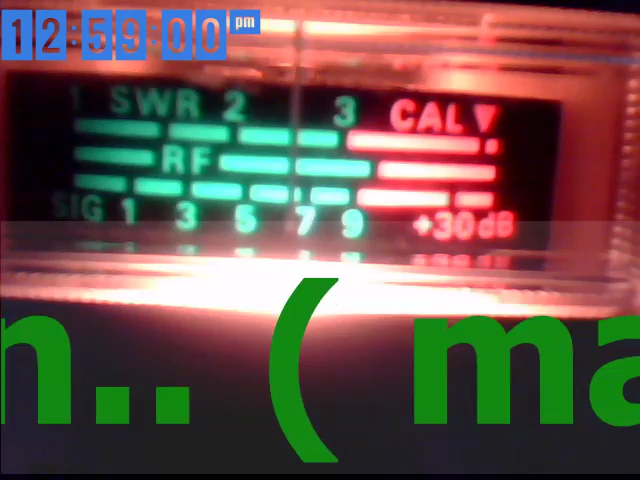 12:59:00 pm
1 SWR 2 3 CAL ▼
RF
SIG 1 3 5 7 9 +30dB
n.. ( ma